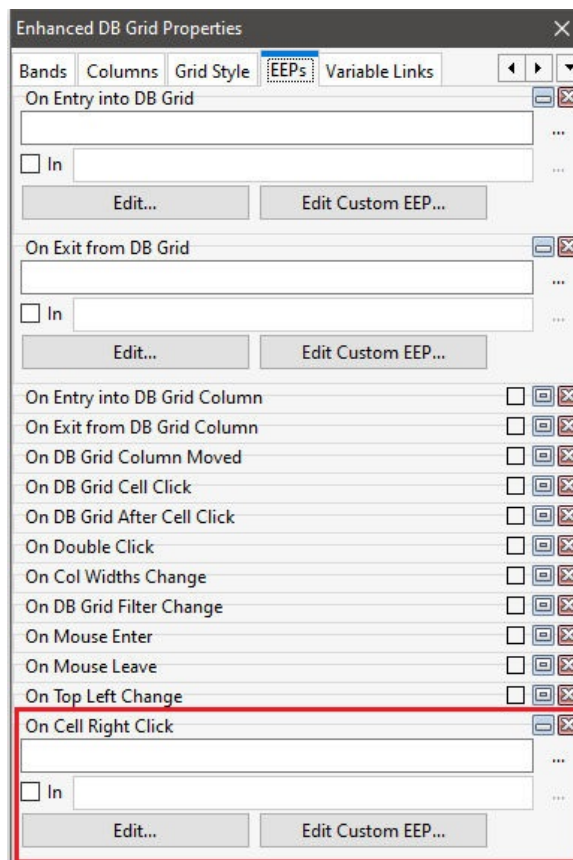 Enhanced DB Grid Properties
Bands Columns Grid Style EEPs Variable Links
On Entry into DB Grid
...
In
...
Edit... Edit Custom EEP...
On Exit from DB Grid
...
In
...
Edit... Edit Custom EEP...
On Entry into DB Grid Column
On Exit from DB Grid Column
On DB Grid Column Moved
On DB Grid Cell Click
On DB Grid After Cell Click
On Double Click
On Col Widths Change
On DB Grid Filter Change
On Mouse Enter
On Mouse Leave
On Top Left Change
On Cell Right Click
...
In
...
Edit... Edit Custom EEP...